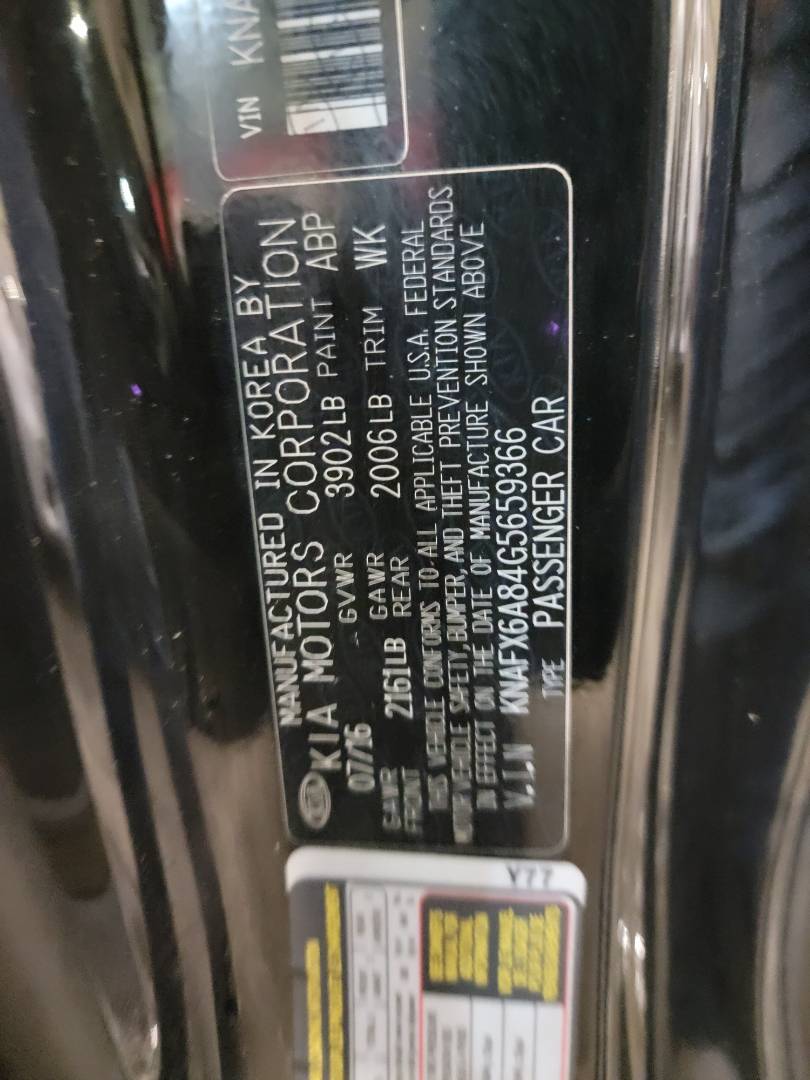 VIN KNA
MANUFACTURED IN KOREA BY
KIA MOTORS CORPORATION
07/16 GVWR 3902LB PAINT ABP
GAWR FRONT 2161LB GAWR REAR 2006LB TRIM WK
THIS VEHICLE CONFORMS TO ALL APPLICABLE U.S.A. FEDERAL
MOTOR VEHICLE SAFETY, BUMPER, AND THEFT PREVENTION STANDARDS
IN EFFECT ON THE DATE OF MANUFACTURE SHOWN ABOVE
V.I.N KNAFX6A84G5659366
TYPE PASSENGER CAR
Y77